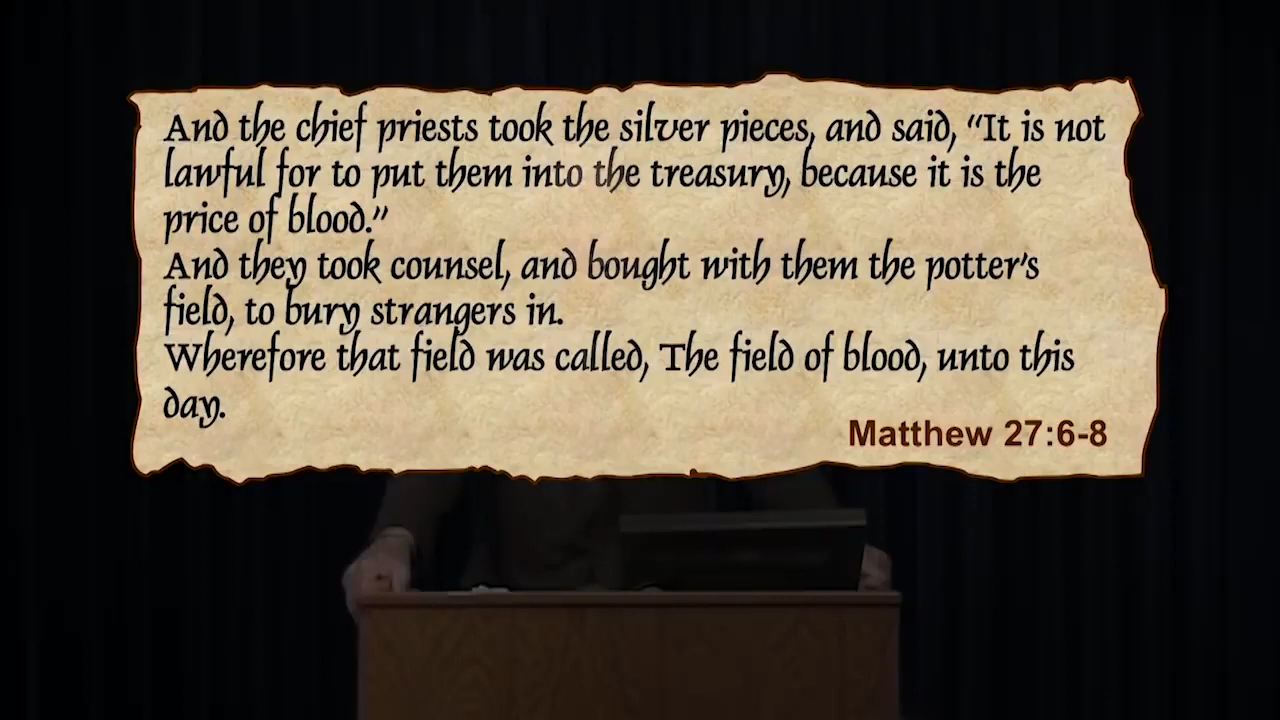 And the chief priests took the silver pieces, and said, “It is not
lawful for to put them into the treasury, because it is the
price of blood.”
And they took counsel, and bought with them the potter's
field, to bury strangers in.
Wherefore that field was called, The field of blood, unto this
day.
Matthew 27:6-8